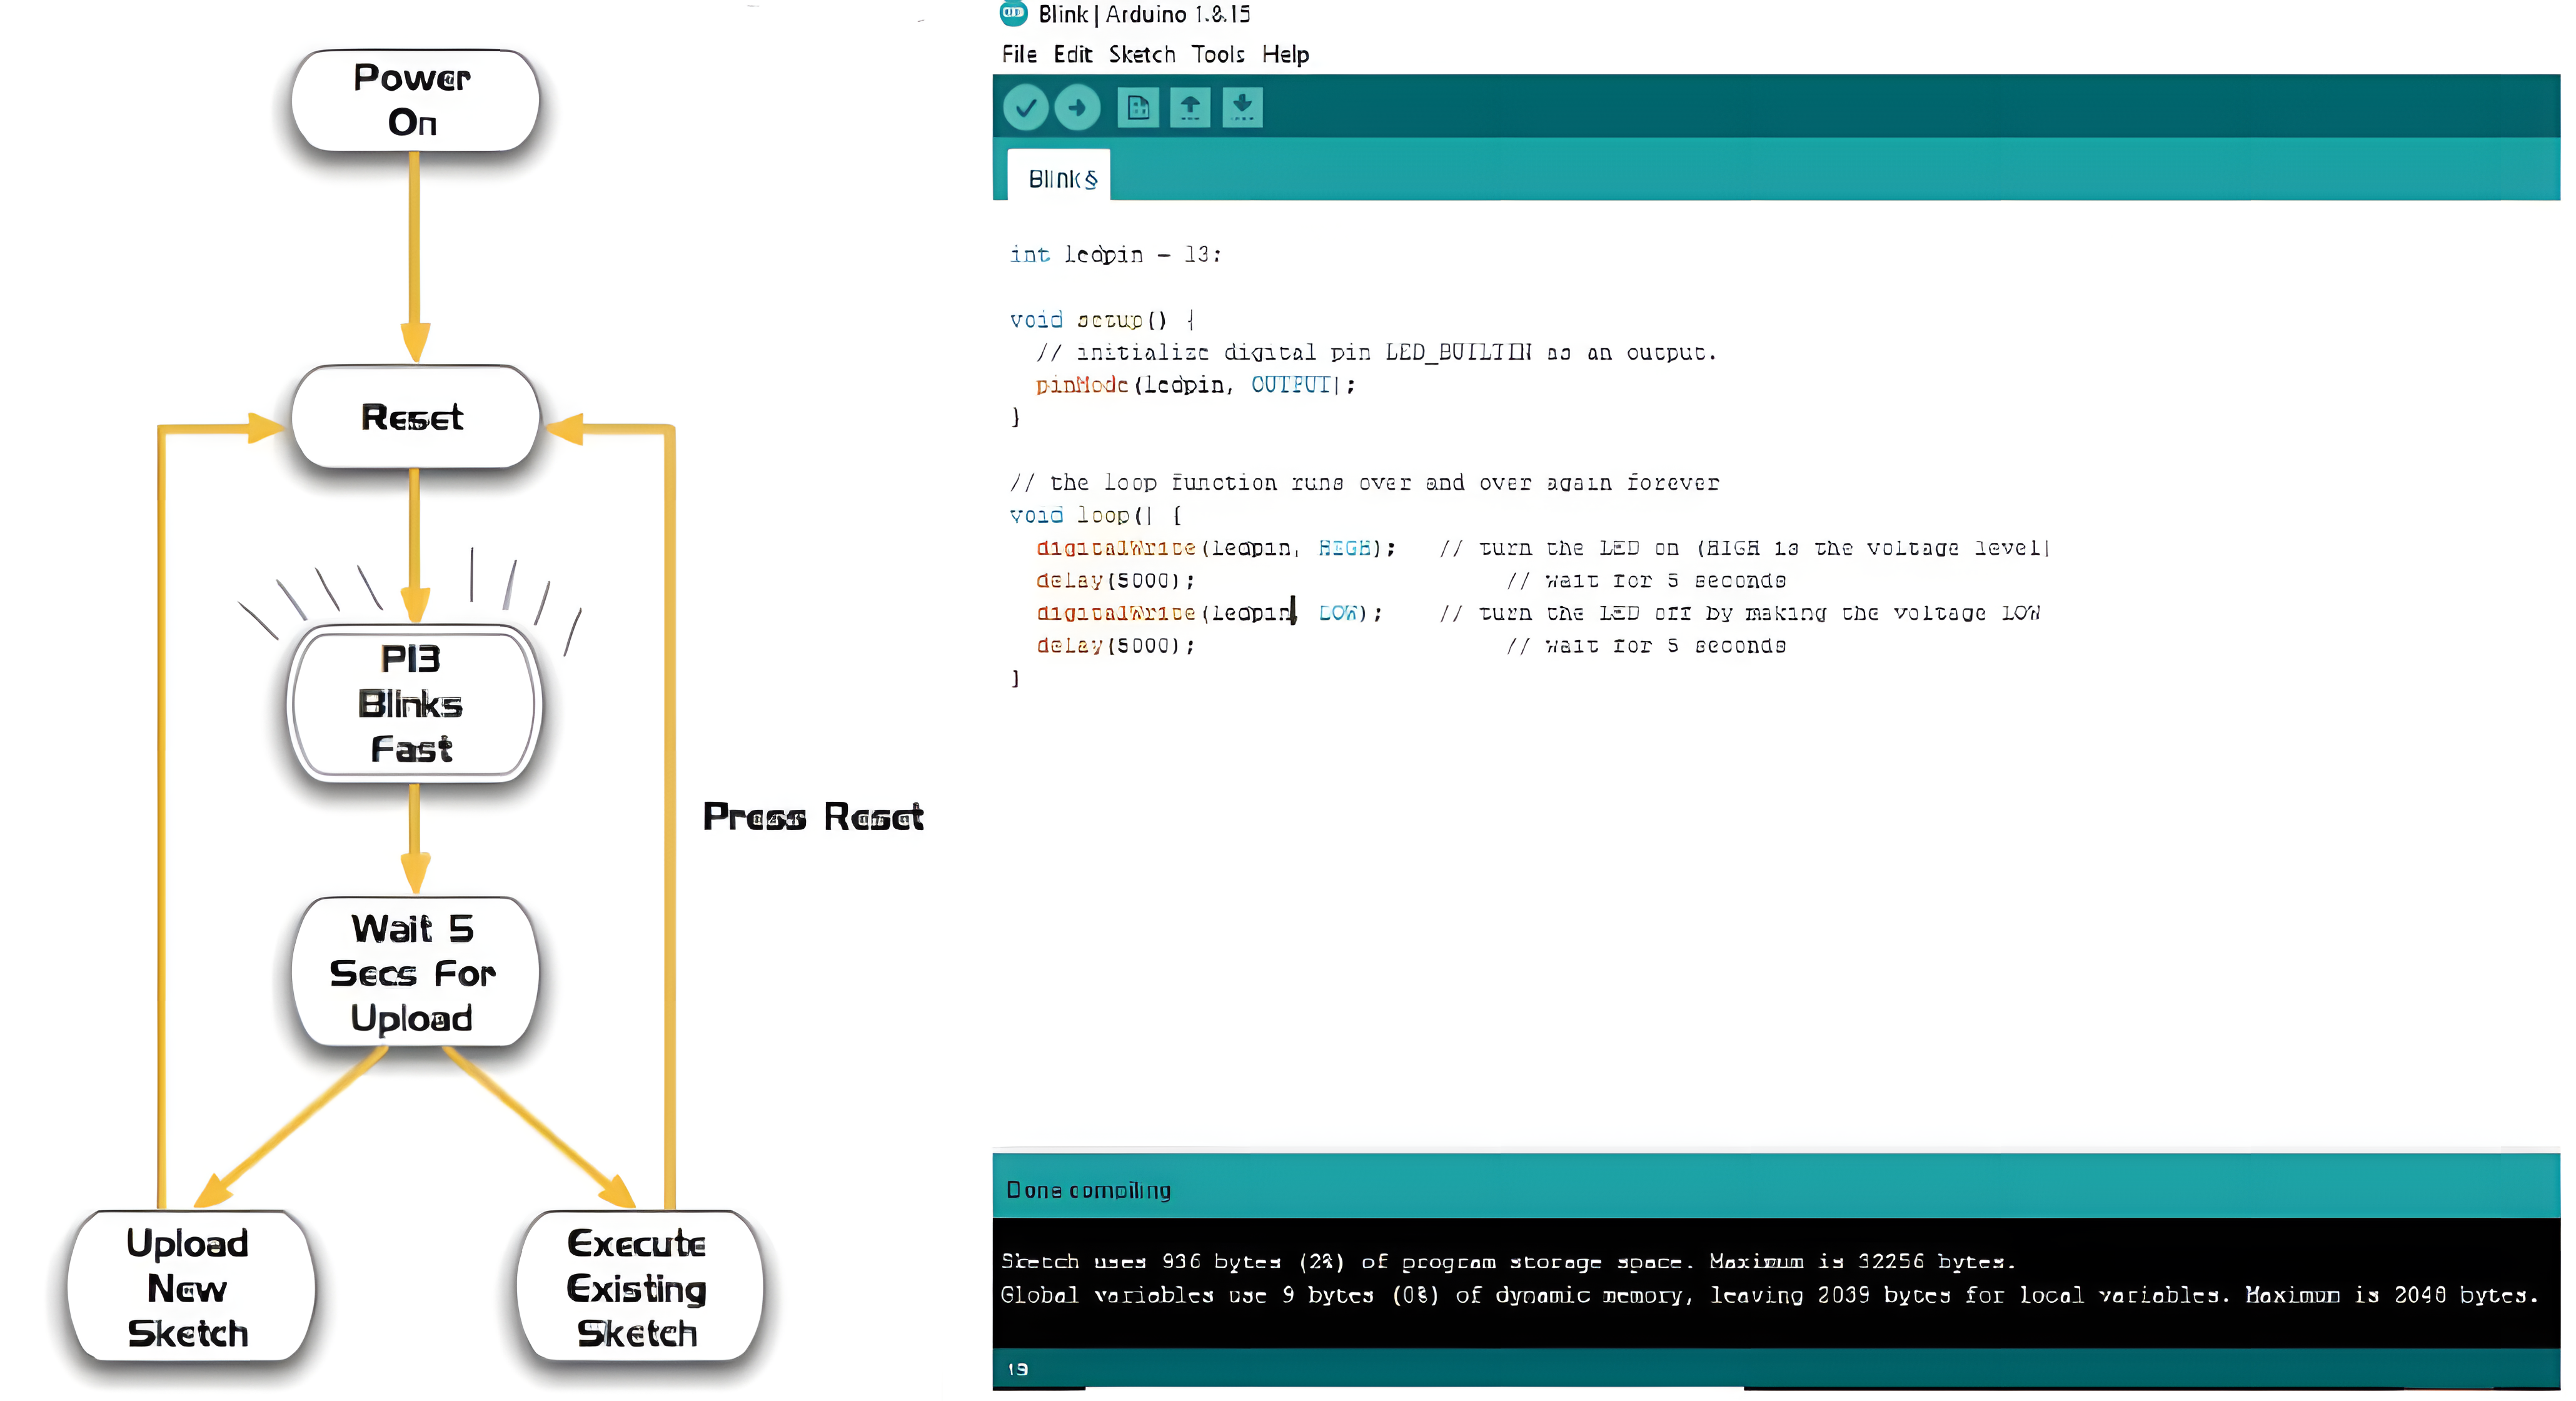 Power
On
Reset
P13
Blinks
Fast
Press Reset
Wait 5
Secs For
Upload
Upload
New
Sketch
Execute
Existing
Sketch
Blink | Arduino 1.8.15
File Edit Sketch Tools Help
Blink §
int ledpin = 13;
void setup() {
// initialize digital pin LED_BUILTIN as an output.
pinMode(ledpin, OUTPUT);
}
// the loop function runs over and over again forever
void loop() {
digitalWrite(ledpin, HIGH); // turn the LED on (HIGH is the voltage level)
delay(5000); // wait for 5 seconds
digitalWrite(ledpin, LOW); // turn the LED off by making the voltage LOW
delay(5000); // wait for 5 seconds
}
Done compiling
Sketch uses 936 bytes (2%) of program storage space. Maximum is 32256 bytes.
Global variables use 9 bytes (0%) of dynamic memory, leaving 2039 bytes for local variables. Maximum is 2048 bytes.
19